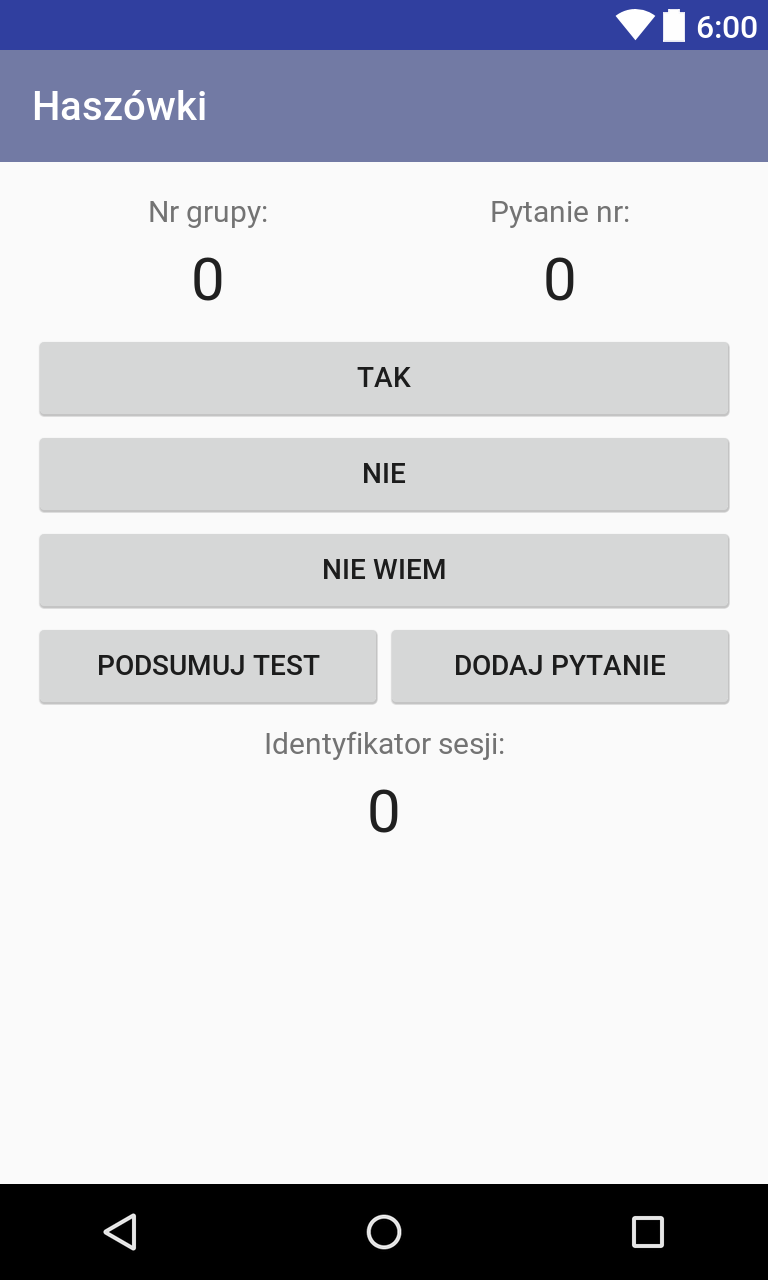 6:00
Haszówki
Nr grupy:
Pytanie nr:
0
0
TAK
NIE
NIE WIEM
PODSUMUJ TEST
DODAJ PYTANIE
Identyfikator sesji:
0